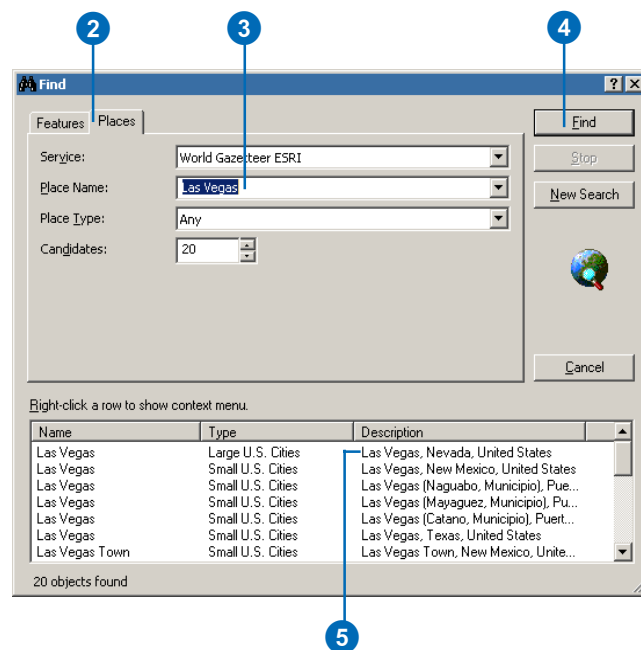 2 3 4
Find
Features Places
Find
Service: World Gazetteer ESRI
Stop
Place Name: Las Vegas
New Search
Place Type: Any
Candidates: 20
Cancel
Right-click a row to show context menu.
Name Type Description
Las Vegas Large U.S. Cities Las Vegas, Nevada, United States
Las Vegas Small U.S. Cities Las Vegas, New Mexico, United States
Las Vegas Small U.S. Cities Las Vegas (Naguabo, Municipio), Pue...
Las Vegas Small U.S. Cities Las Vegas (Mayaguez, Municipio), Pu...
Las Vegas Small U.S. Cities Las Vegas (Catano, Municipio), Puert...
Las Vegas Small U.S. Cities Las Vegas, Texas, United States
Las Vegas Town Small U.S. Cities Las Vegas Town, New Mexico, Unite...
20 objects found
5